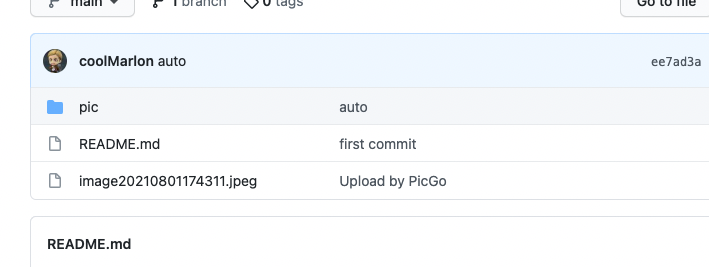 main 1 branch 0 tags Go to file
coolMarlon auto ee7ad3a
pic auto
README.md first commit
image20210801174311.jpeg Upload by PicGo
README.md